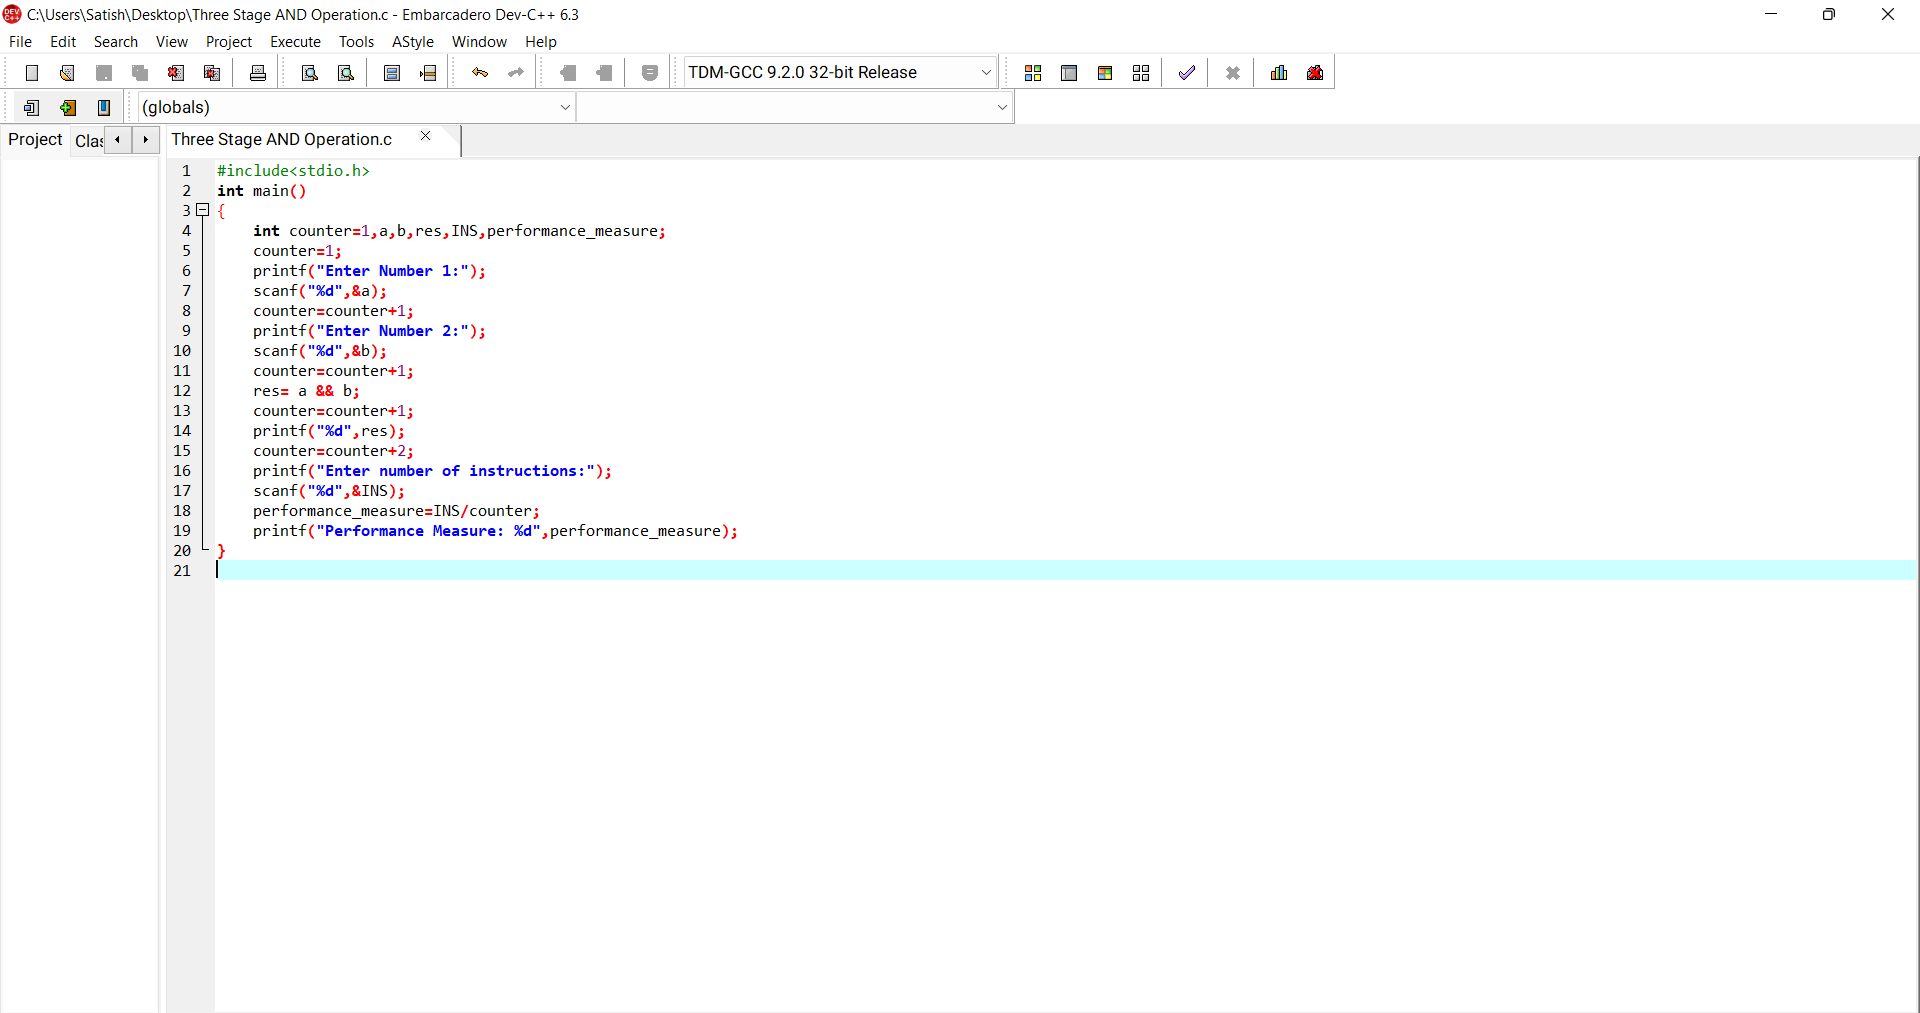 C:\Users\Satish\Desktop\Three Stage AND Operation.c - Embarcadero Dev-C++ 6.3
File Edit Search View Project Execute Tools AStyle Window Help
TDM-GCC 9.2.0 32-bit Release
(globals)
Project Clas Three Stage AND Operation.c
1 #include<stdio.h>
2 int main()
3 {
4 int counter=1,a,b,res,INS,performance_measure;
5 counter=1;
6 printf("Enter Number 1:");
7 scanf("%d",&a);
8 counter=counter+1;
9 printf("Enter Number 2:");
10 scanf("%d",&b);
11 counter=counter+1;
12 res= a && b;
13 counter=counter+1;
14 printf("%d",res);
15 counter=counter+2;
16 printf("Enter number of instructions:");
17 scanf("%d",&INS);
18 performance_measure=INS/counter;
19 printf("Performance Measure: %d",performance_measure);
20 }
21